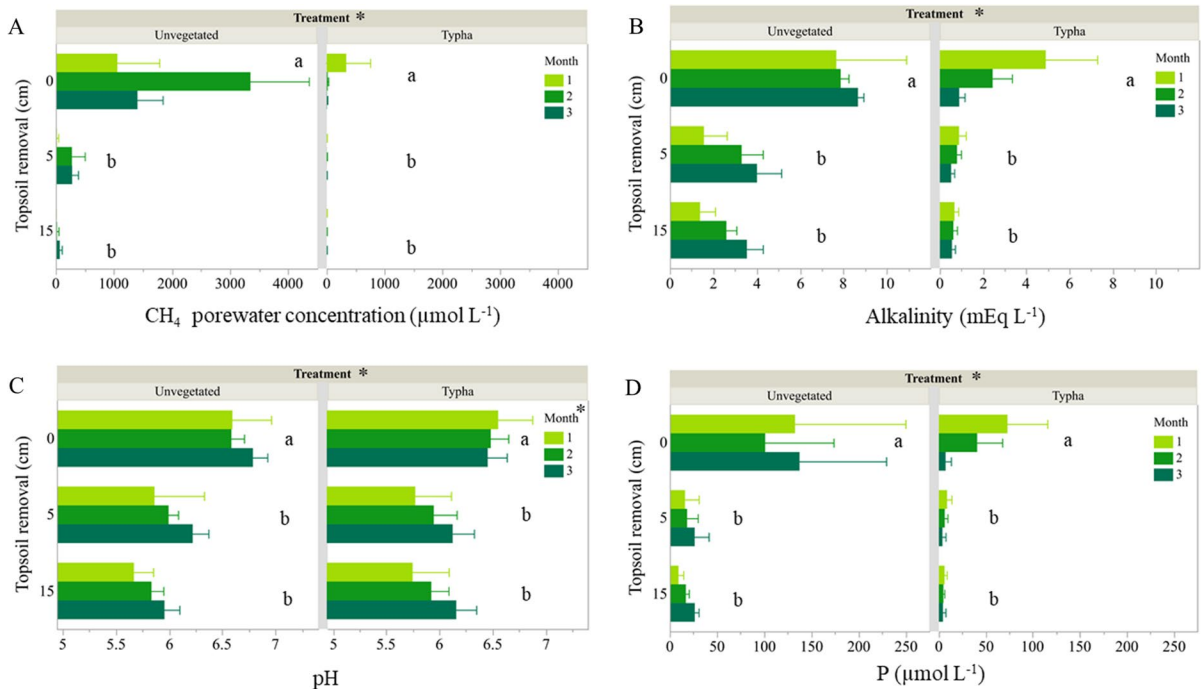 A
Treatment *
Unvegetated Typha
Topsoil removal (cm)
0
5
15
a a
b b
b b
Month
1
2
3
0 1000 2000 3000 4000 0 1000 2000 3000 4000
CH₄ porewater concentration (µmol L⁻¹)
B
Treatment *
Unvegetated Typha
Topsoil removal (cm)
0
5
15
a a
b b
b b
Month
1
2
3
0 2 4 6 8 10 0 2 4 6 8 10
Alkalinity (mEq L⁻¹)
C
Treatment *
Unvegetated Typha
Topsoil removal (cm)
0
5
15
a a
b b
b b
Month*
1
2
3
5 5.5 6 6.5 7 5 5.5 6 6.5 7
pH
D
Treatment *
Unvegetated Typha
Topsoil removal (cm)
0
5
15
a a
b b
b b
Month
1
2
3
0 50 100 150 200 250 0 50 100 150 200 250
P (µmol L⁻¹)